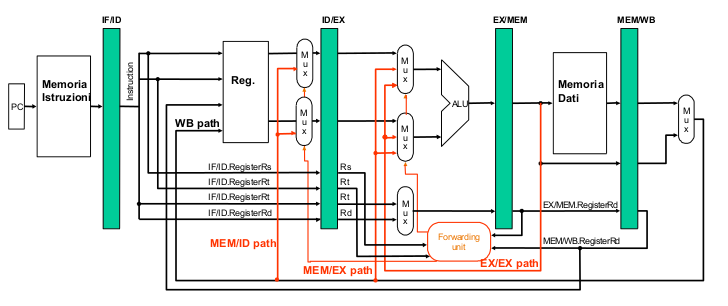 IF/ID
ID/EX
EX/MEM
MEM/WB
PC
Memoria
Istruzioni
Instruction
Reg.
WB path
Mux
Mux
Mux
Mux
Mux
ALU
Memoria
Dati
Mux
IF/ID.RegisterRs
IF/ID.RegisterRt
IF/ID.RegisterRt
IF/ID.RegisterRd
Rs
Rt
Rt
Rd
EX/MEM.RegisterRd
MEM/WB.RegisterRd
Forwarding
unit
MEM/ID path
MEM/EX path
EX/EX path